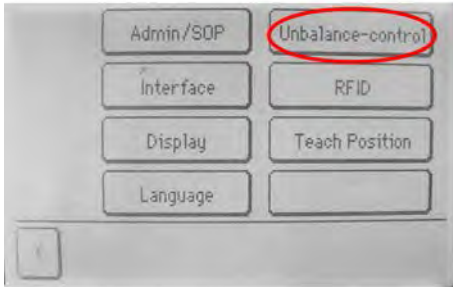 Admin/SOP
Unbalance-control
Interface
RFID
Display
Teach Position
Language